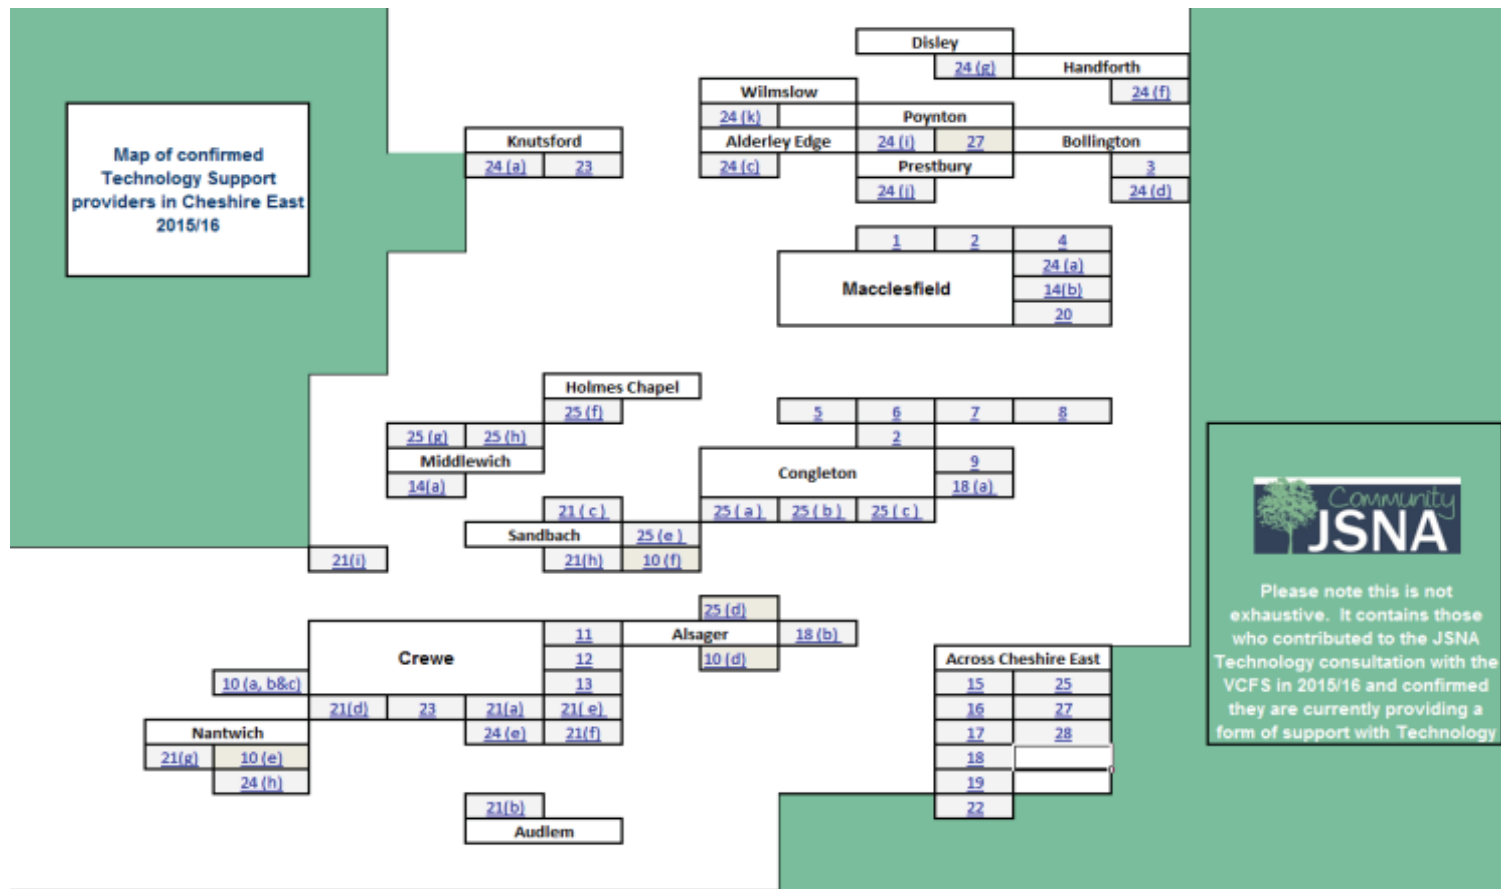 Map of confirmed
Technology Support
providers in Cheshire East
2015/16
Disley
24 (g) Handforth
Wilmslow 24 (f)
24 (k) Poynton
Knutsford Alderley Edge 24 (i) 27 Bollington
24 (a) 23 24 (c) Prestbury 3
24 (j) 24 (d)
1 2 4
24 (a)
Macclesfield 14(b)
20
Holmes Chapel
25 (f) 5 6 7 8
25 (g) 25 (h) 2
Middlewich Congleton 9
14(a) 18 (a)
21 ( c ) 25 ( a ) 25 ( b ) 25 ( c )
Sandbach 25 (e )
21(i) 21(h) 10 (f)
25 (d)
11 Alsager 18 (b)
Crewe 12 10 (d) Across Cheshire East
10 (a, b&c) 13 15 25
21(d) 23 21(a) 21( e) 16 27
Nantwich 24 (e) 21(f) 17 28
21(g) 10 (e) 18
24 (h) 19
21(b) 22
Audlem
Community
JSNA
Please note this is not
exhaustive. It contains those
who contributed to the JSNA
Technology consultation with the
VCFS in 2015/16 and confirmed
they are currently providing a
form of support with Technology